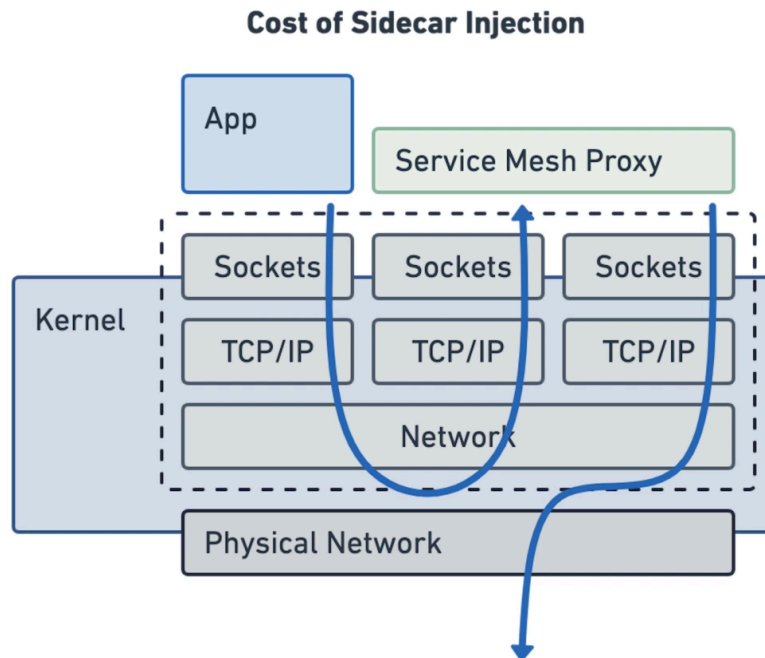 Cost of Sidecar Injection
App
Service Mesh Proxy
Sockets
Sockets
Sockets
Kernel
TCP/IP
TCP/IP
TCP/IP
Network
Physical Network